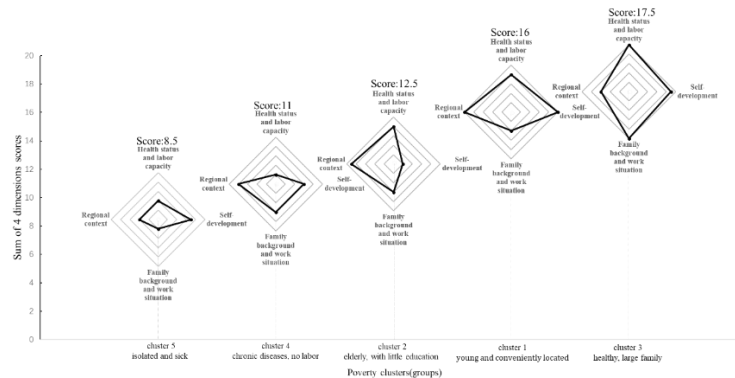 Score:17.5
Health status
and labor
capacity
Regional
context
Self-
development
Family
background
and work
situation
Score:16
Health status
and labor
capacity
Regional
context
Self-
development
Family
background
and work
situation
Score:12.5
Health status
and labor
capacity
Regional
context
Self-
development
Family
background
and work
situation
Score:11
Health status
and labor
capacity
Regional
context
Self-
development
Family
background
and work
situation
Score:8.5
Health status
and labor
capacity
Regional
context
Self-
development
Family
background
and work
situation
Sum of 4 dimensions scores
20
18
16
14
12
10
8
6
4
2
0
cluster 5
isolated and sick
cluster 4
chronic diseases, no labor
cluster 2
elderly, with little education
cluster 1
young and conveniently located
cluster 3
healthy, large family
Poverty clusters(groups)